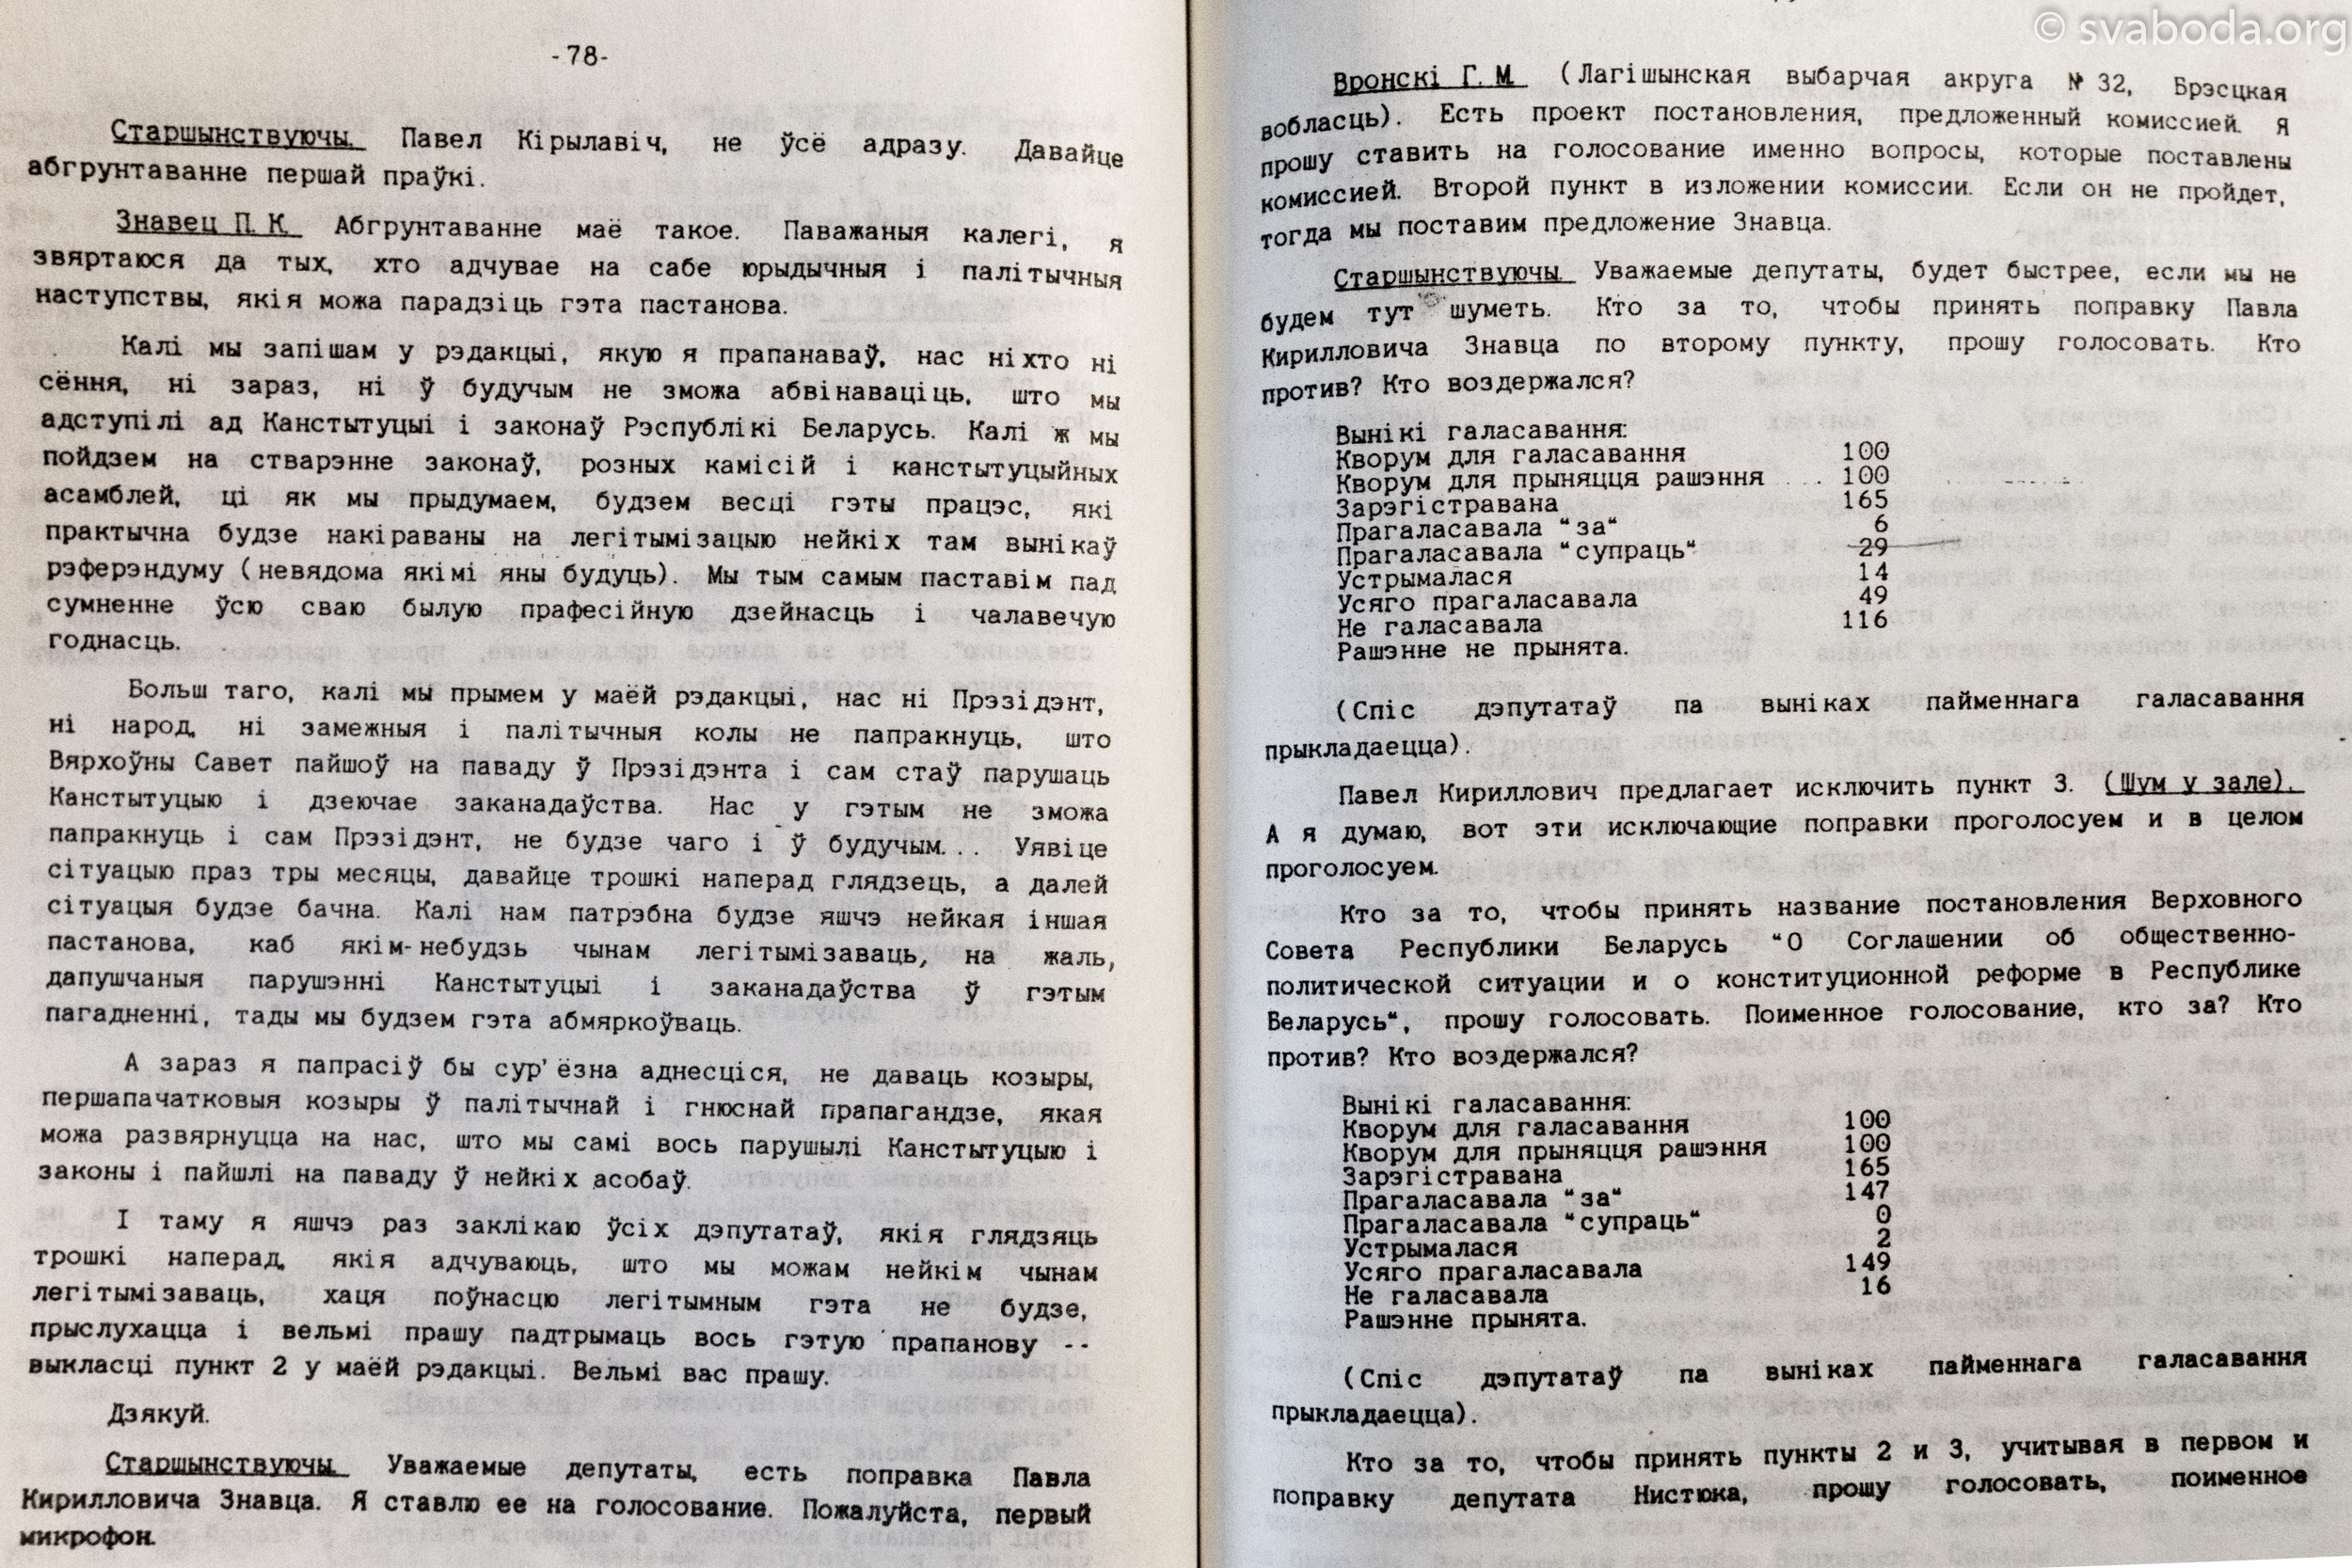 -78-
Старшынствуючы. Павел Кірылавіч, не ўсё адразу. Давайце
абгрунтаванне першай праўкі.
Знавец П. К. Абгрунтаванне маё такое. Паважаныя калегі, я
звяртаюся да тых, хто адчувае на сабе юрыдычныя і палітычныя
наступствы, якія можа парадзіць гэта пастанова.
Калі мы запішам у рэдакцыі, якую я прапанаваў, нас ніхто ні
сёння, ні зараз, ні ў будучым не зможа абвінаваціць, што мы
адступілі ад Канстытуцыі і законаў Рэспублікі Беларусь. Калі ж мы
пойдзем на стварэнне законаў, розных камісій і канстытуцыйных
асамблей, ці як мы прыдумаем, будзем весці гэты працэс, які
практычна будзе накіраваны на легітымізацыю нейкіх там вынікаў
рэферэндуму (невядома якімі яны будуць). Мы тым самым паставім пад
сумненне ўсю сваю былую прафесійную дзейнасць і чалавечую
годнасць.
Больш таго, калі мы прымем у маёй рэдакцыі, нас ні Прэзідэнт,
ні народ, ні замежныя і палітычныя колы не папракнуць, што
Вярхоўны Савет пайшоў на паваду ў Прэзідэнта і сам стаў парушаць
Канстытуцыю і дзеючае заканадаўства. Нас у гэтым не зможа
папракнуць і сам Прэзідэнт, не будзе чаго і ў будучым... Уявіце
сітуацыю праз тры месяцы, давайце трошкі наперад глядзець, а далей
сітуацыя будзе бачна. Калі нам патрэбна будзе яшчэ нейкая іншая
пастанова, каб якім-небудзь чынам легітымізаваць, на жаль,
дапушчаныя парушэнні Канстытуцыі і заканадаўства ў гэтым
пагадненні, тады мы будзем гэта абмяркоўваць.
А зараз я папрасіў бы сур'ёзна аднесціся, не даваць козыры,
першапачатковыя козыры ў палітычнай і гнюснай прапагандзе, якая
можа развярнуцца на нас, што мы самі вось парушылі Канстытуцыю і
законы і пайшлі на паваду ў нейкіх асобаў.
І таму я яшчэ раз заклікаю ўсіх дэпутатаў, якія глядзяць
трошкі наперад, якія адчуваюць, што мы можам нейкім чынам
легітымізаваць, хаця поўнасцю легітымным гэта не будзе,
прыслухацца і вельмі прашу падтрымаць вось гэтую прапанову --
выкласці пункт 2 у маёй рэдакцыі. Вельмі вас прашу.
Дзякуй.
Старшынствуючы. Уважаемые депутаты, есть поправка Павла
Кирилловича Знавца. Я ставлю ее на голосование. Пожалуйста, первый
микрофон.
© svaboda.org
Вронскі Г. М. (Лагішынская выбарчая акруга № 32, Брэсцкая
вобласць). Есть проект постановления, предложенный комиссией. Я
прошу ставить на голосование именно вопросы, которые поставлены
комиссией. Второй пункт в изложении комиссии. Если он не пройдет,
тогда мы поставим предложение Знавца.
Старшынствуючы. Уважаемые депутаты, будет быстрее, если мы не
будем тут шуметь. Кто за то, чтобы принять поправку Павла
Кирилловича Знавца по второму пункту, прошу голосовать. Кто
против? Кто воздержался?
Вынікі галасавання:
Кворум для галасавання 100
Кворум для прыняцця рашэння 100
Зарэгістравана 165
Прагаласавала "за" 6
Прагаласавала "супраць" 29
Устрымалася 14
Усяго прагаласавала 49
Не галасавала 116
Рашэнне не прынята.
(Спіс дэпутатаў па выніках пайменнага галасавання
прыкладаецца).
Павел Кириллович предлагает исключить пункт 3. (Шум у зале).
А я думаю, вот эти исключающие поправки проголосуем и в целом
проголосуем.
Кто за то, чтобы принять название постановления Верховного
Совета Республики Беларусь "О Соглашении об общественно-
политической ситуации и о конституционной реформе в Республике
Беларусь", прошу голосовать. Поименное голосование, кто за? Кто
против? Кто воздержался?
Вынікі галасавання:
Кворум для галасавання 100
Кворум для прыняцця рашэння 100
Зарэгістравана 165
Прагаласавала "за" 147
Прагаласавала "супраць" 0
Устрымалася 2
Усяго прагаласавала 149
Не галасавала 16
Рашэнне прынята.
(Спіс дэпутатаў па выніках пайменнага галасавання
прыкладаецца).
Кто за то, чтобы принять пункты 2 и 3, учитывая в первом и
поправку депутата Нистюка, прошу голосовать, поименное